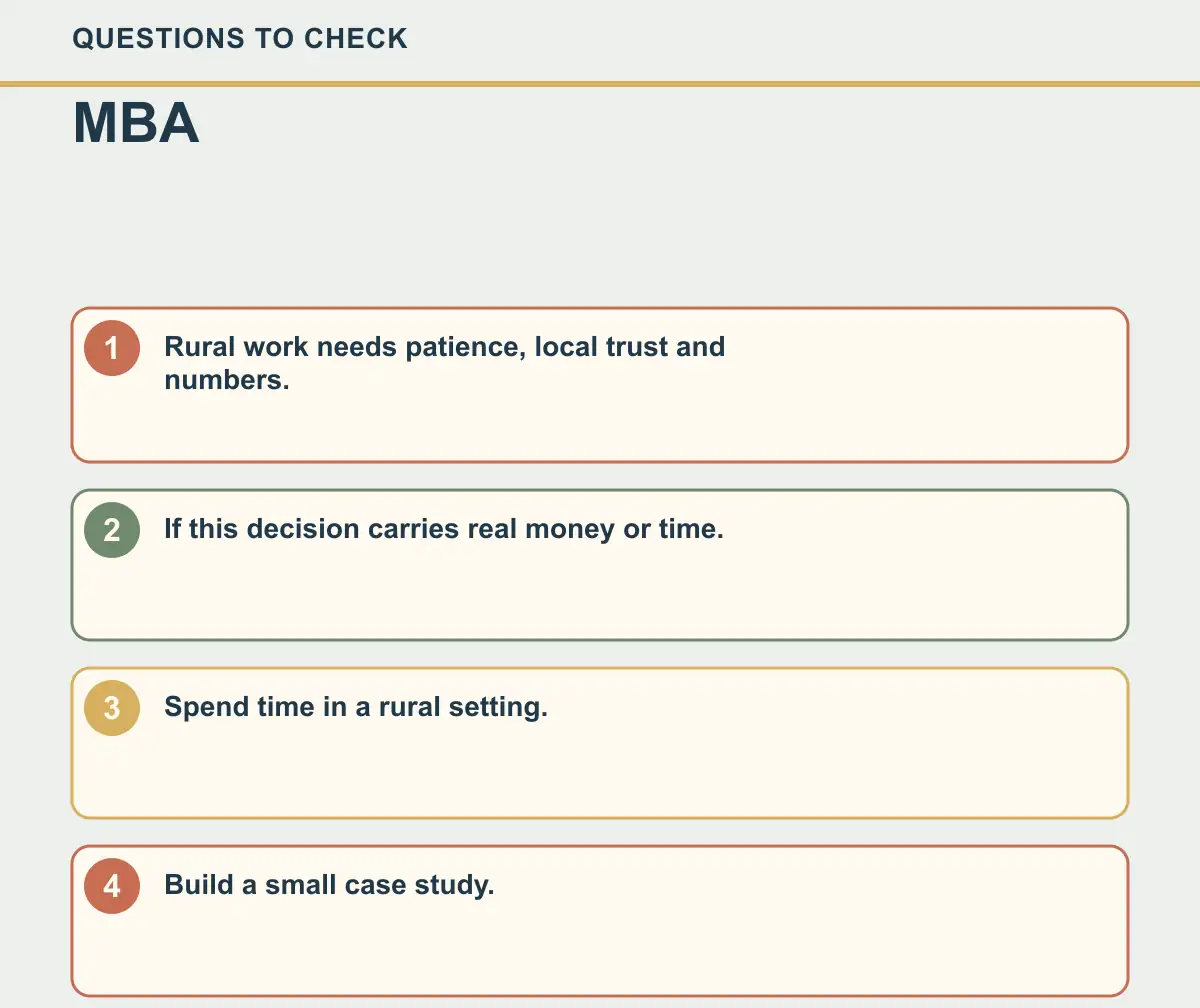 QUESTIONS TO CHECK
MBA
1
Rural work needs patience, local trust and
numbers.
2
If this decision carries real money or time.
3
Spend time in a rural setting.
4
Build a small case study.